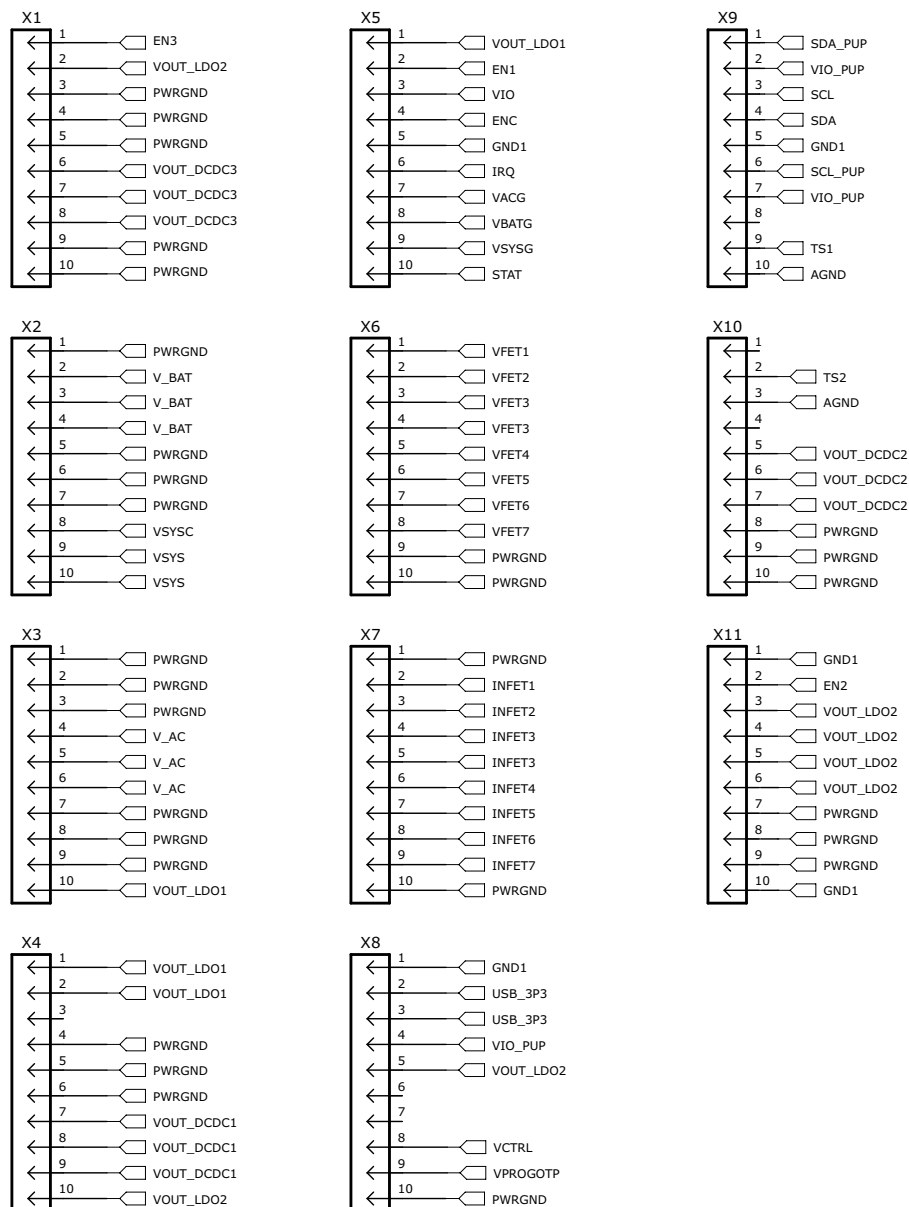 X1
1 EN3
2 VOUT_LDO2
3 PWRGND
4 PWRGND
5 PWRGND
6 VOUT_DCDC3
7 VOUT_DCDC3
8 VOUT_DCDC3
9 PWRGND
10 PWRGND
X2
1 PWRGND
2 V_BAT
3 V_BAT
4 V_BAT
5 PWRGND
6 PWRGND
7 PWRGND
8 VSYSC
9 VSYS
10 VSYS
X3
1 PWRGND
2 PWRGND
3 PWRGND
4 V_AC
5 V_AC
6 V_AC
7 PWRGND
8 PWRGND
9 PWRGND
10 VOUT_LDO1
X4
1 VOUT_LDO1
2 VOUT_LDO1
3
4 PWRGND
5 PWRGND
6 PWRGND
7 VOUT_DCDC1
8 VOUT_DCDC1
9 VOUT_DCDC1
10 VOUT_LDO2
X5
1 VOUT_LDO1
2 EN1
3 VIO
4 ENC
5 GND1
6 IRQ
7 VACG
8 VBATG
9 VSYSG
10 STAT
X6
1 VFET1
2 VFET2
3 VFET3
4 VFET3
5 VFET4
6 VFET5
7 VFET6
8 VFET7
9 PWRGND
10 PWRGND
X7
1 PWRGND
2 INFET1
3 INFET2
4 INFET3
5 INFET3
6 INFET4
7 INFET5
8 INFET6
9 INFET7
10 PWRGND
X8
1 GND1
2 USB_3P3
3 USB_3P3
4 VIO_PUP
5 VOUT_LDO2
6
7
8 VCTRL
9 VPROGOTP
10 PWRGND
X9
1 SDA_PUP
2 VIO_PUP
3 SCL
4 SDA
5 GND1
6 SCL_PUP
7 VIO_PUP
8
9 TS1
10 AGND
X10
1
2 TS2
3 AGND
4
5 VOUT_DCDC2
6 VOUT_DCDC2
7 VOUT_DCDC2
8 PWRGND
9 PWRGND
10 PWRGND
X11
1 GND1
2 EN2
3 VOUT_LDO2
4 VOUT_LDO2
5 VOUT_LDO2
6 VOUT_LDO2
7 PWRGND
8 PWRGND
9 PWRGND
10 GND1